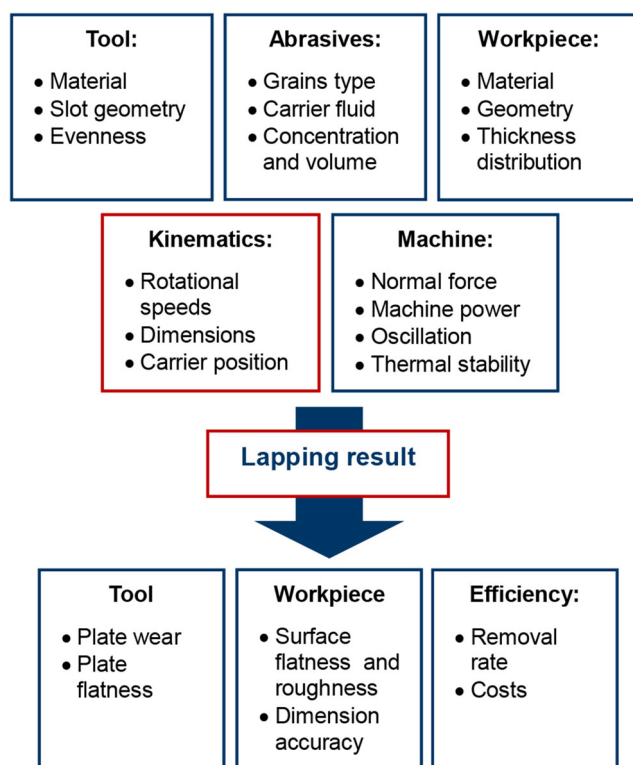 Tool:
• Material
• Slot geometry
• Evenness
Abrasives:
• Grains type
• Carrier fluid
• Concentration
and volume
Workpiece:
• Material
• Geometry
• Thickness
distribution
Kinematics:
• Rotational
speeds
• Dimensions
• Carrier position
Machine:
• Normal force
• Machine power
• Oscillation
• Thermal stability
Lapping result
Tool
• Plate wear
• Plate
flatness
Workpiece
• Surface
flatness and
roughness
• Dimension
accuracy
Efficiency:
• Removal
rate
• Costs